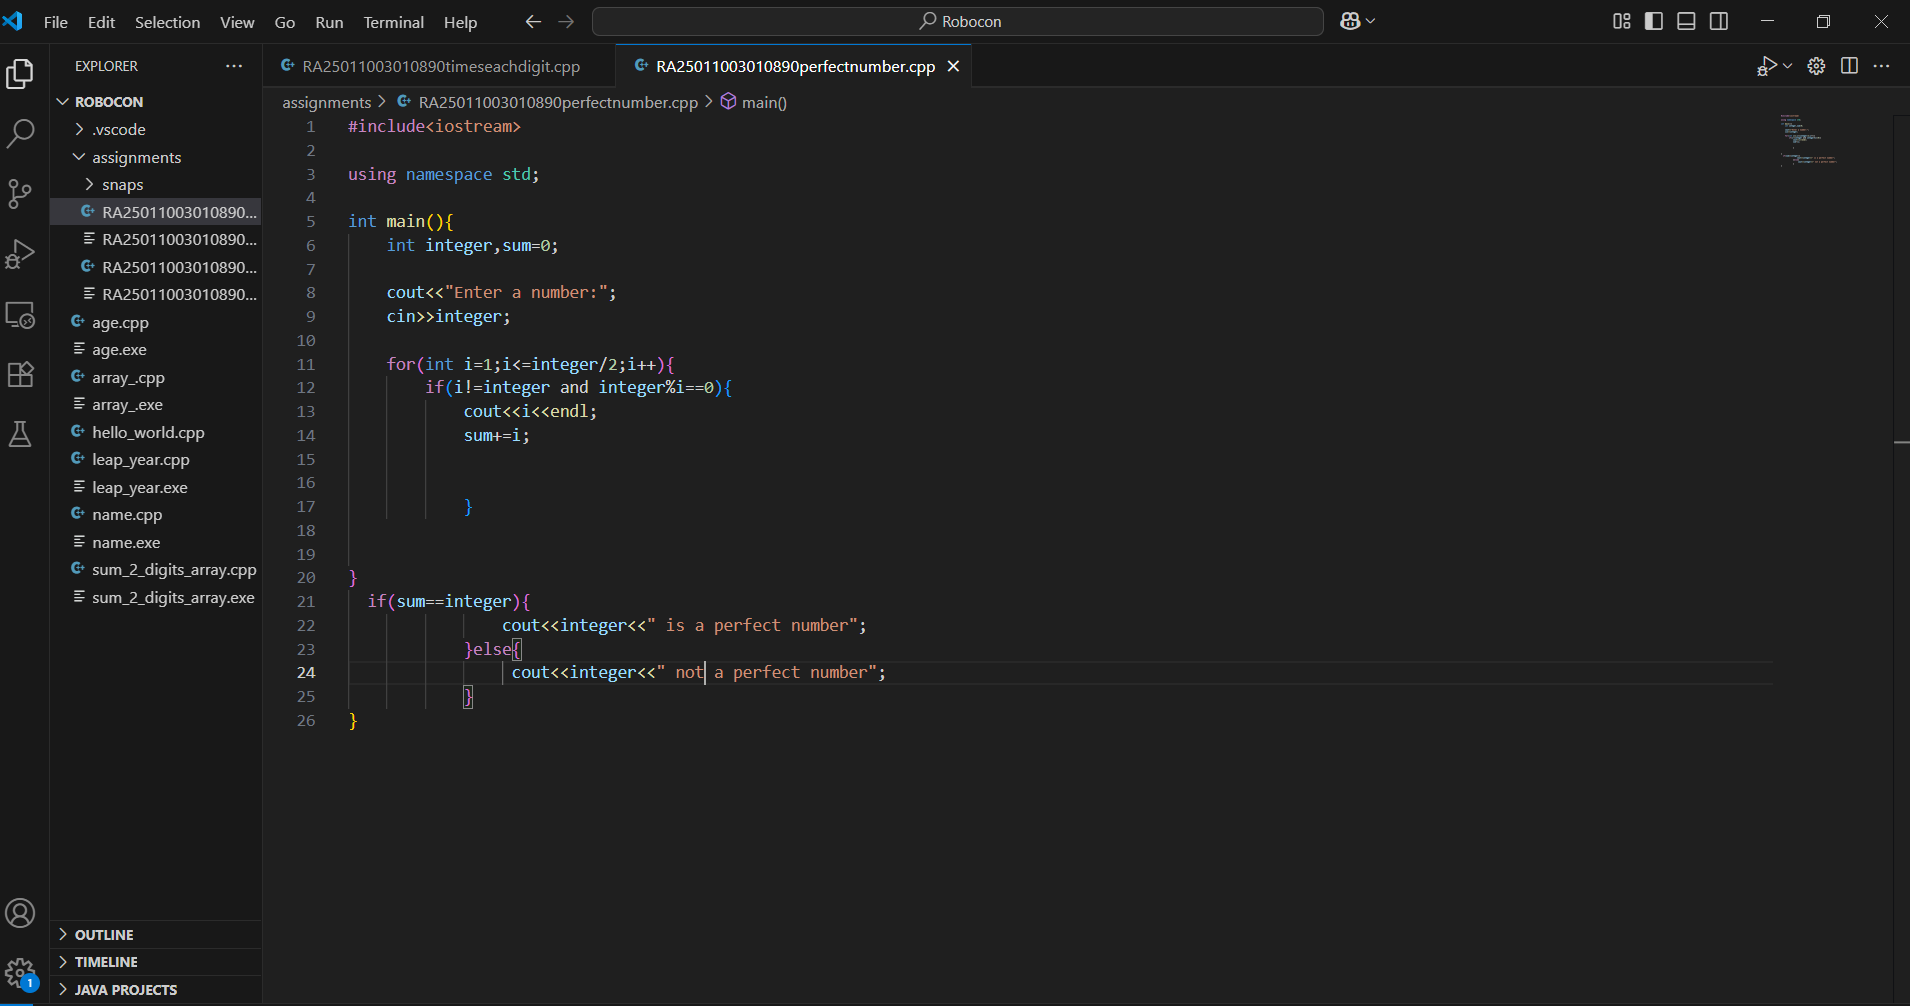 File Edit Selection View Go Run Terminal Help
Robocon
EXPLORER
ROBOCON
.vscode
assignments
snaps
RA25011003010890...
RA25011003010890...
RA25011003010890...
RA25011003010890...
age.cpp
age.exe
array_.cpp
array_.exe
hello_world.cpp
leap_year.cpp
leap_year.exe
name.cpp
name.exe
sum_2_digits_array.cpp
sum_2_digits_array.exe
OUTLINE
TIMELINE
JAVA PROJECTS
1
RA25011003010890timeseachdigit.cpp RA25011003010890perfectnumber.cpp
assignments > RA25011003010890perfectnumber.cpp > main()
1 #include<iostream>
2
3 using namespace std;
4
5 int main(){
6 int integer,sum=0;
7
8 cout<<"Enter a number:";
9 cin>>integer;
10
11 for(int i=1;i<=integer/2;i++){
12 if(i!=integer and integer%i==0){
13 cout<<i<<endl;
14 sum+=i;
15
16
17 }
18
19
20 }
21 if(sum==integer){
22 cout<<integer<<" is a perfect number";
23 }else{
24 cout<<integer<<" not a perfect number";
25 }
26 }